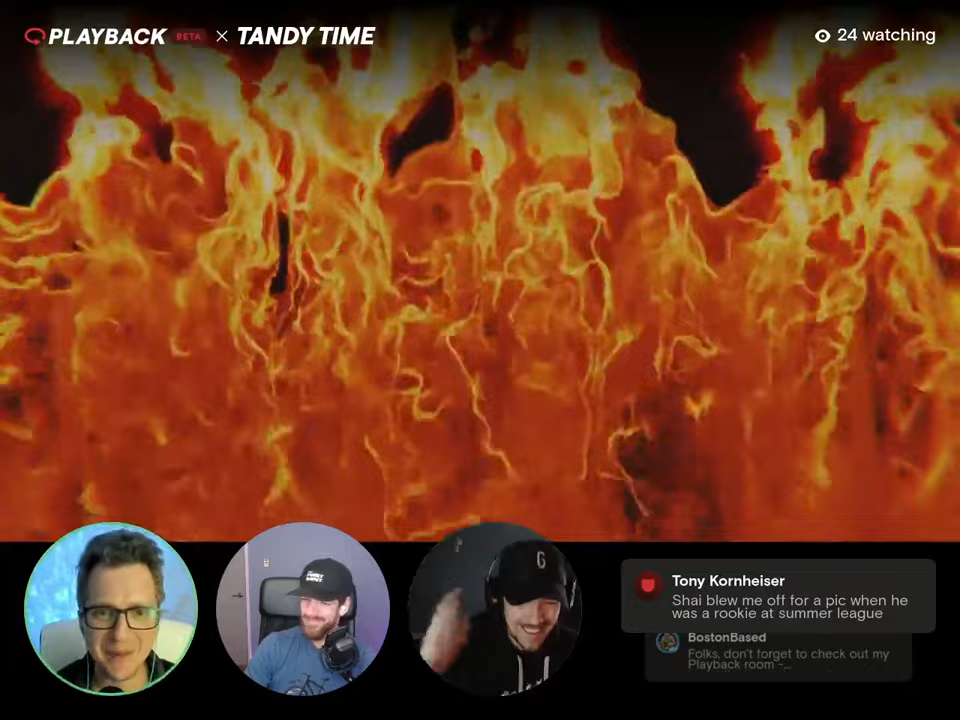 PLAYBACK BETA × TANDY TIME
24 watching
G
Tony Kornheiser
Shai blew me off for a pic when he
was a rookie at summer league
BostonBased
Folks, don't forget to check out my
Playback room -...